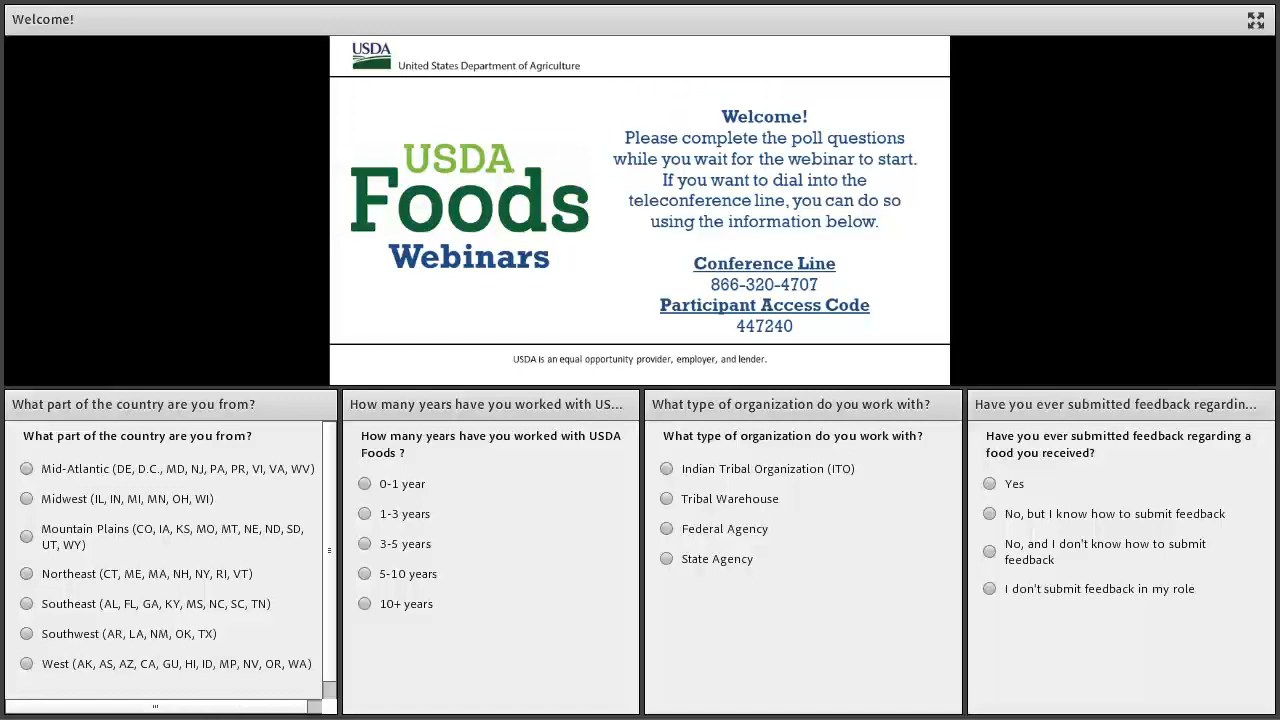 Welcome!
USDA
United States Department of Agriculture
USDA
Foods
Webinars
Welcome!
Please complete the poll questions
while you wait for the webinar to start.
If you want to dial into the
teleconference line, you can do so
using the information below.
Conference Line
866-320-4707
Participant Access Code
447240
USDA is an equal opportunity provider, employer, and lender.
What part of the country are you from?
What part of the country are you from?
Mid-Atlantic (DE, D.C., MD, NJ, PA, PR, VI, VA, WV)
Midwest (IL, IN, MI, MN, OH, WI)
Mountain Plains (CO, IA, KS, MO, MT, NE, ND, SD,
UT, WY)
Northeast (CT, ME, MA, NH, NY, RI, VT)
Southeast (AL, FL, GA, KY, MS, NC, SC, TN)
Southwest (AR, LA, NM, OK, TX)
West (AK, AS, AZ, CA, GU, HI, ID, MP, NV, OR, WA)
How many years have you worked with US...
How many years have you worked with USDA
Foods ?
0-1 year
1-3 years
3-5 years
5-10 years
10+ years
What type of organization do you work with?
What type of organization do you work with?
Indian Tribal Organization (ITO)
Tribal Warehouse
Federal Agency
State Agency
Have you ever submitted feedback regardin...
Have you ever submitted feedback regarding a
food you received?
Yes
No, but I know how to submit feedback
No, and I don't know how to submit
feedback
I don't submit feedback in my role